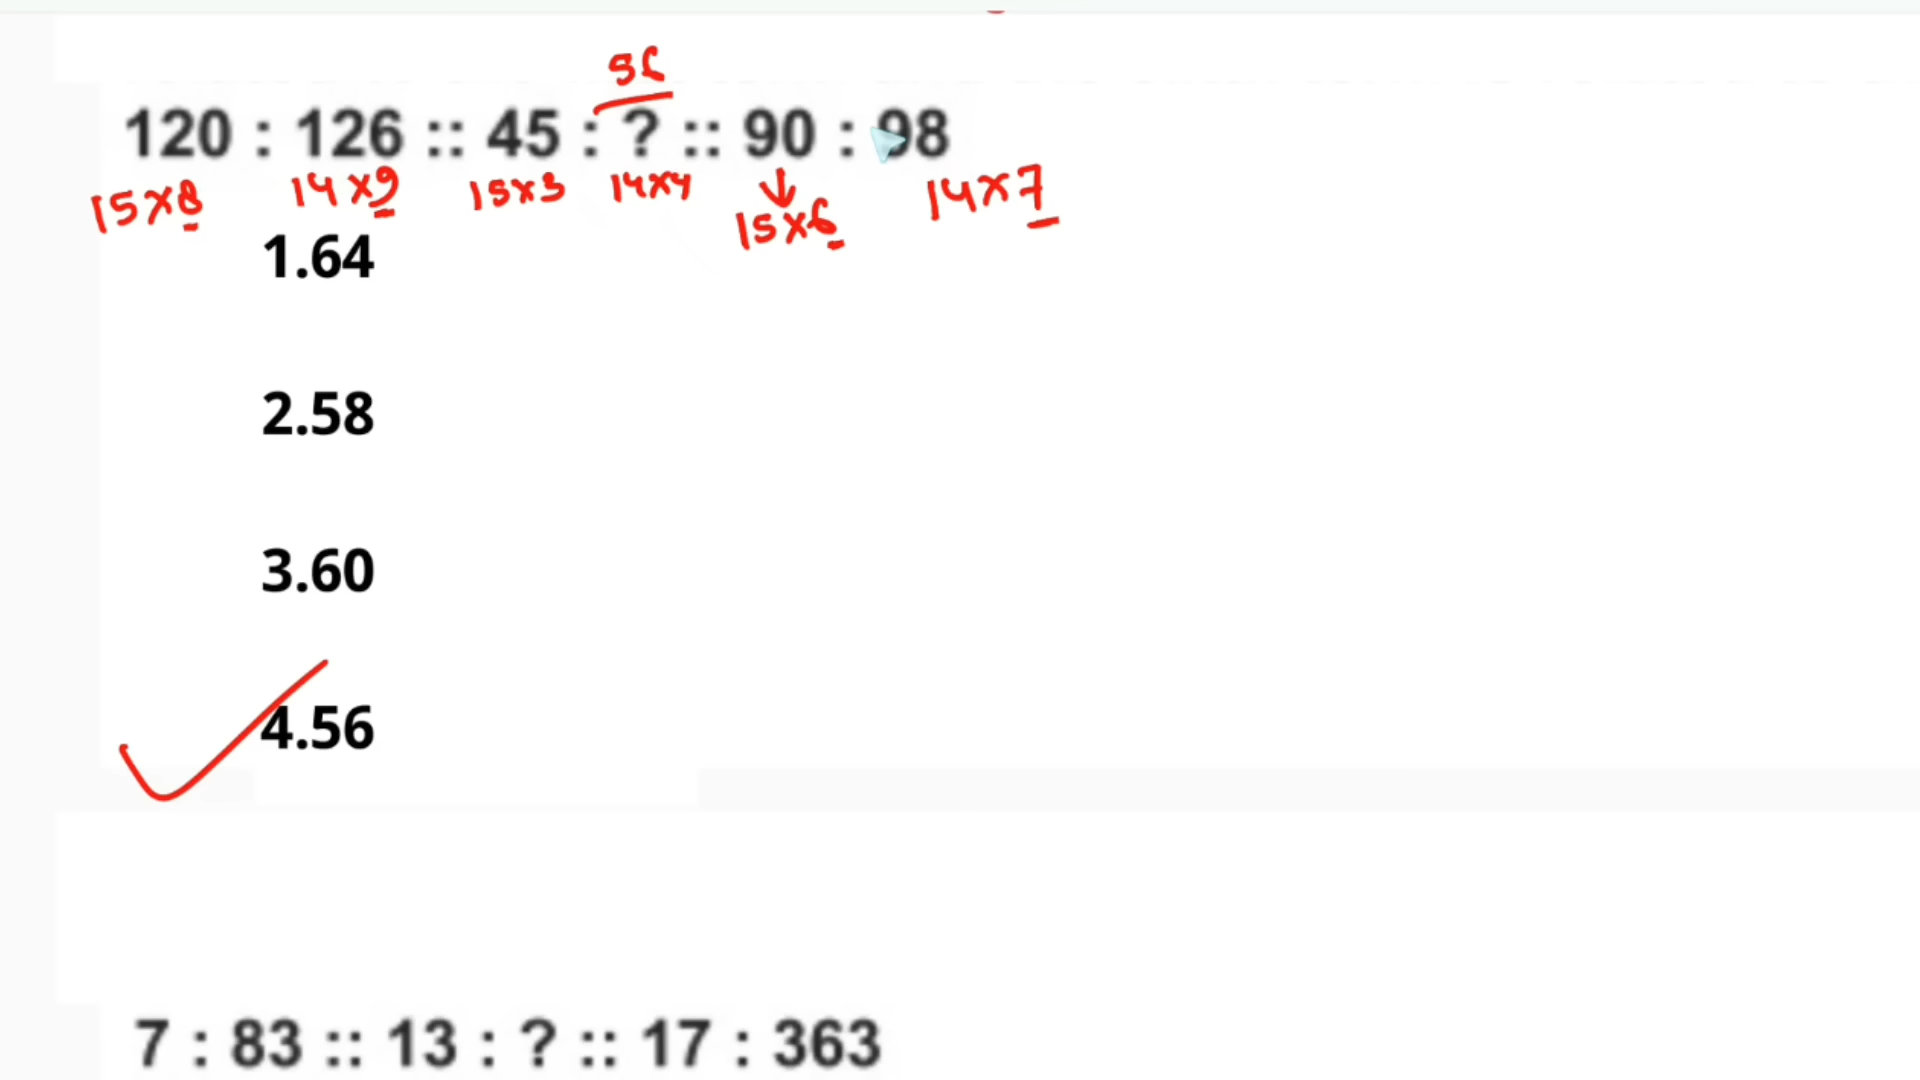 56
120 : 126 :: 45 : ? :: 90 : 98
15×8 14×9 15×3 14×4 ↓ 15×6 14×7
1.64
2.58
3.60
4.56
7 : 83 :: 13 : ? :: 17 : 363